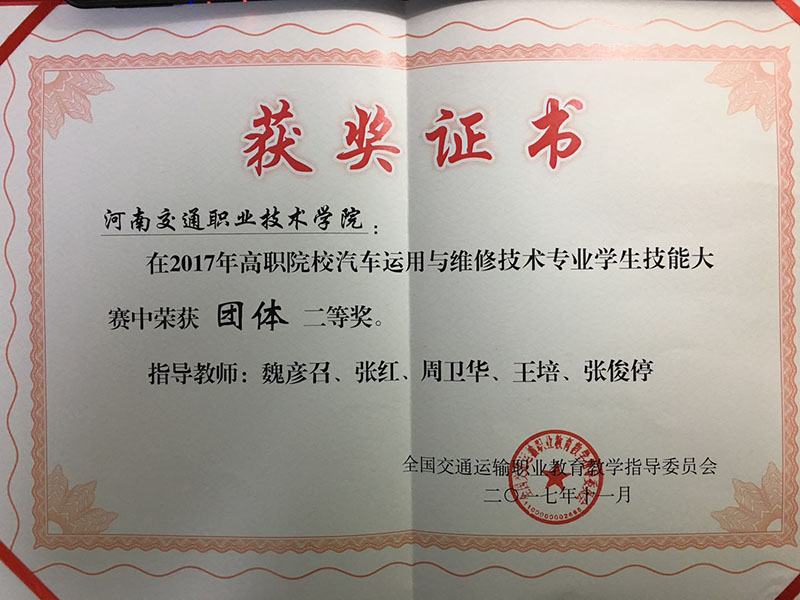 获奖证书
河南交通职业技术学院：
在2017年高职院校汽车运用与维修技术专业学生技能大
赛中荣获 团体 二等奖。
指导教师：魏彦召、张红、周卫华、王培、张俊停
全国交通运输职业教育教学指导委员会
二〇一七年十一月